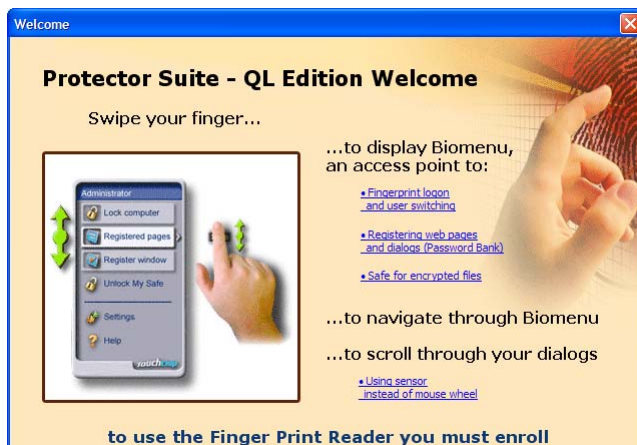 Welcome
Protector Suite - QL Edition Welcome
Swipe your finger...
Administrator
Lock computer
Registered pages
Register window
Unlock My Safe
Settings
Help
touchchip
...to display Biomenu,
an access point to:
• Fingerprint logon
and user switching
• Registering web pages
and dialogs (Password Bank)
• Safe for encrypted files
...to navigate through Biomenu
...to scroll through your dialogs
• Using sensor
instead of mouse wheel
to use the Finger Print Reader you must enroll